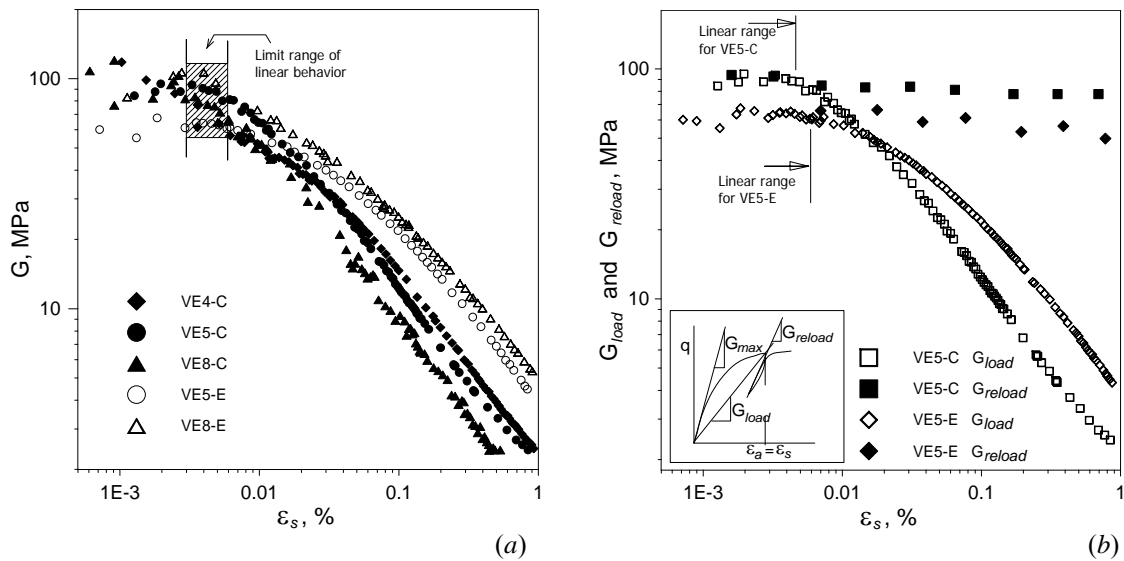 Limit range of
linear behavior
G, MPa
100
10
VE4-C
VE5-C
VE8-C
VE5-E
VE8-E
1E-3 0.01 0.1 1
εs, %
(a)
Linear range
for VE5-C
Linear range
for VE5-E
Gload and Greload, MPa
100
10
q
Gmax
Greload
Gload
εa = εs
VE5-C Gload
VE5-C Greload
VE5-E Gload
VE5-E Greload
1E-3 0.01 0.1 1
εs, %
(b)